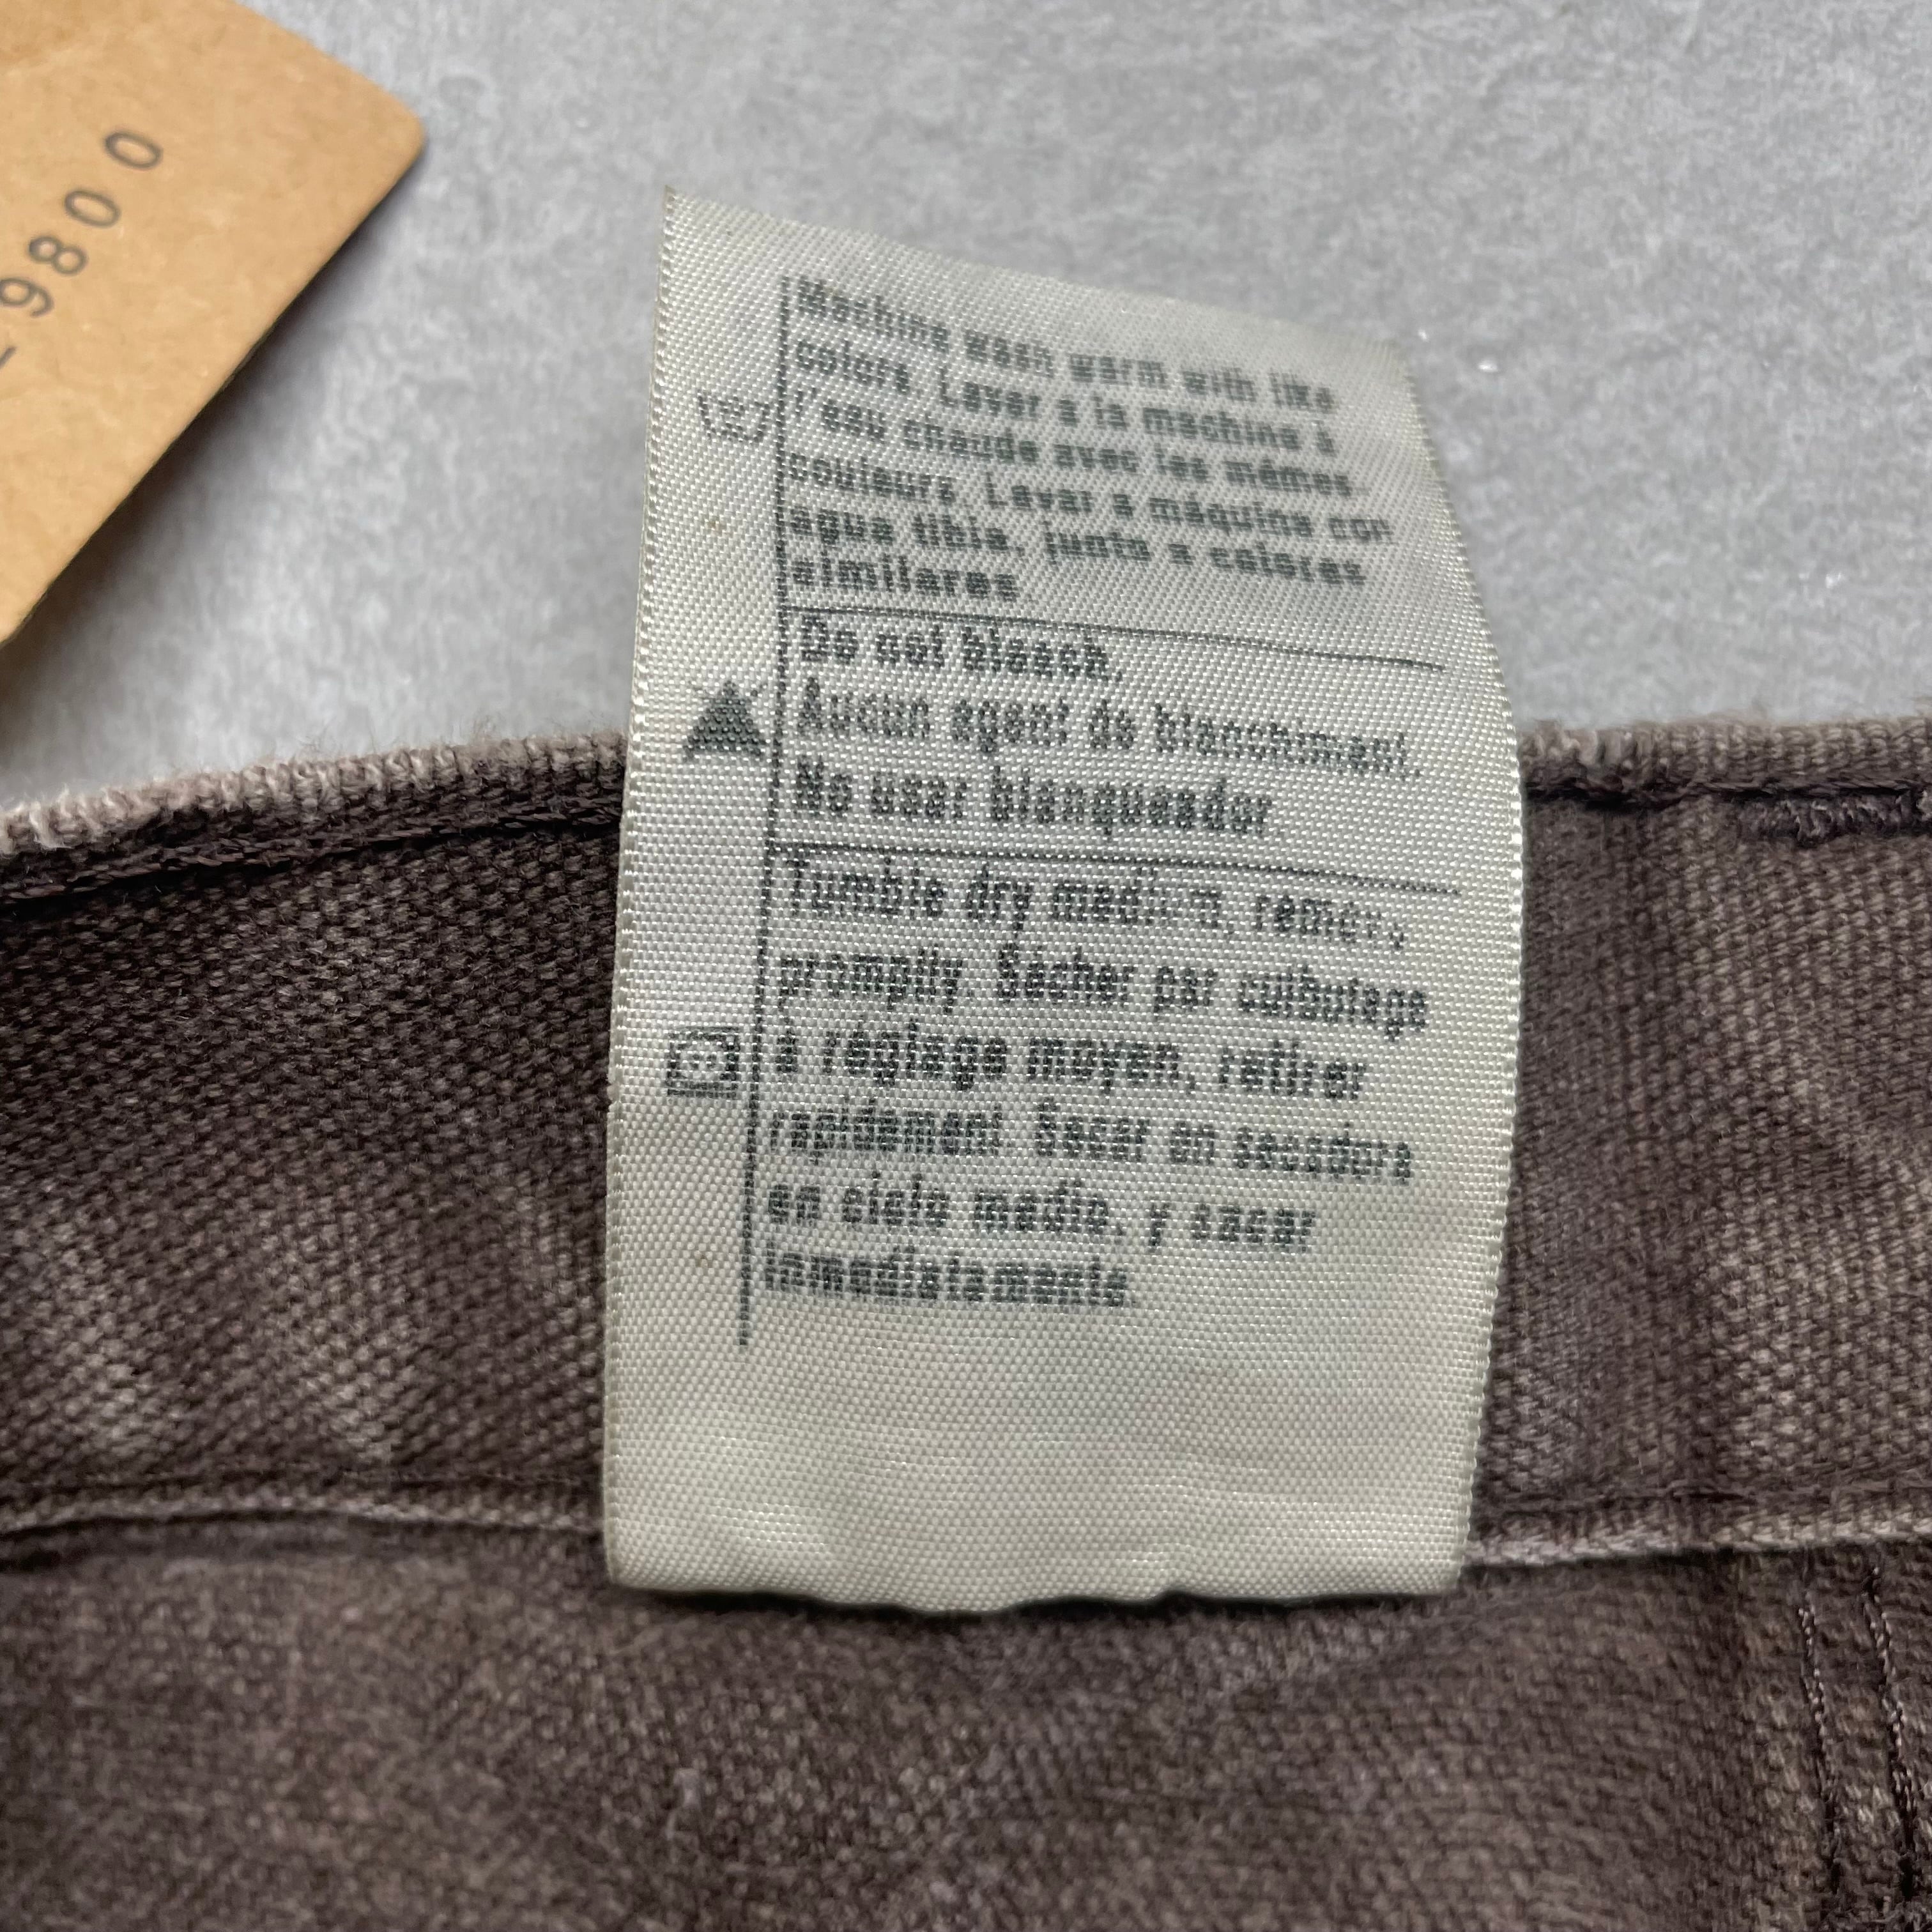 9800
Machine wash warm with like
colors. Laver à la machine à
l'eau chaude avec les mêmes
couleurs. Lavar a máquina con
agua tibia, junto a colores
similares
Do not bleach.
Aucun agent de blanchiment.
No usar blanqueador
Tumble dry medium, remove
promptly. Sécher par culbutage
à réglage moyen, retirer
rapidement. Secar en secadora
en ciclo medio, y sacar
inmediatamente